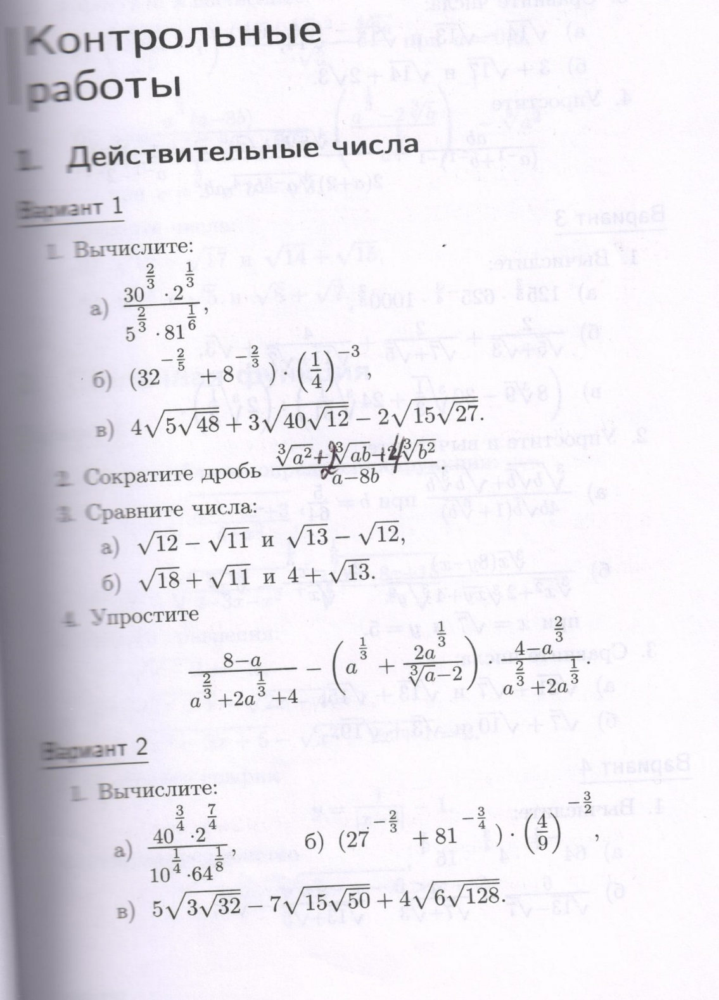 Контрольные
работы
1. Действительные числа
Вариант 1
1. Вычислите:
а) \frac{30^{\frac{2}{3}} \cdot 2^{\frac{1}{3}}}{5^{\frac{2}{3}} \cdot 81^{\frac{1}{6}}},
б) (32^{-\frac{2}{5}} + 8^{-\frac{2}{3}}) \cdot \left(\frac{1}{4}\right)^{-3},
в) 4\sqrt{5\sqrt{48}} + 3\sqrt{40\sqrt{12}} - 2\sqrt{15\sqrt{27}}.
2. Сократите дробь \frac{\sqrt[3]{a^2}+2\sqrt[3]{ab}+4\sqrt[3]{b^2}}{a-8b}.
3. Сравните числа:
а) \sqrt{12} - \sqrt{11} и \sqrt{13} - \sqrt{12},
б) \sqrt{18} + \sqrt{11} и 4 + \sqrt{13}.
4. Упростите
\frac{8-a}{a^{\frac{2}{3}}+2a^{\frac{1}{3}}+4} - \left(a^{\frac{1}{3}} + \frac{2a^{\frac{1}{3}}}{\sqrt[3]{a}-2}\right) \cdot \frac{4-a^{\frac{2}{3}}}{a^{\frac{2}{3}}+2a^{\frac{1}{3}}}.
Вариант 2
1. Вычислите:
а) \frac{40^{\frac{3}{4}} \cdot 2^{\frac{7}{4}}}{10^{\frac{1}{4}} \cdot 64^{\frac{1}{8}}}, б) (27^{-\frac{2}{3}} + 81^{-\frac{3}{4}}) \cdot \left(\frac{4}{9}\right)^{-\frac{3}{2}},
в) 5\sqrt{3\sqrt{32}} - 7\sqrt{15\sqrt{50}} + 4\sqrt{6\sqrt{128}}.